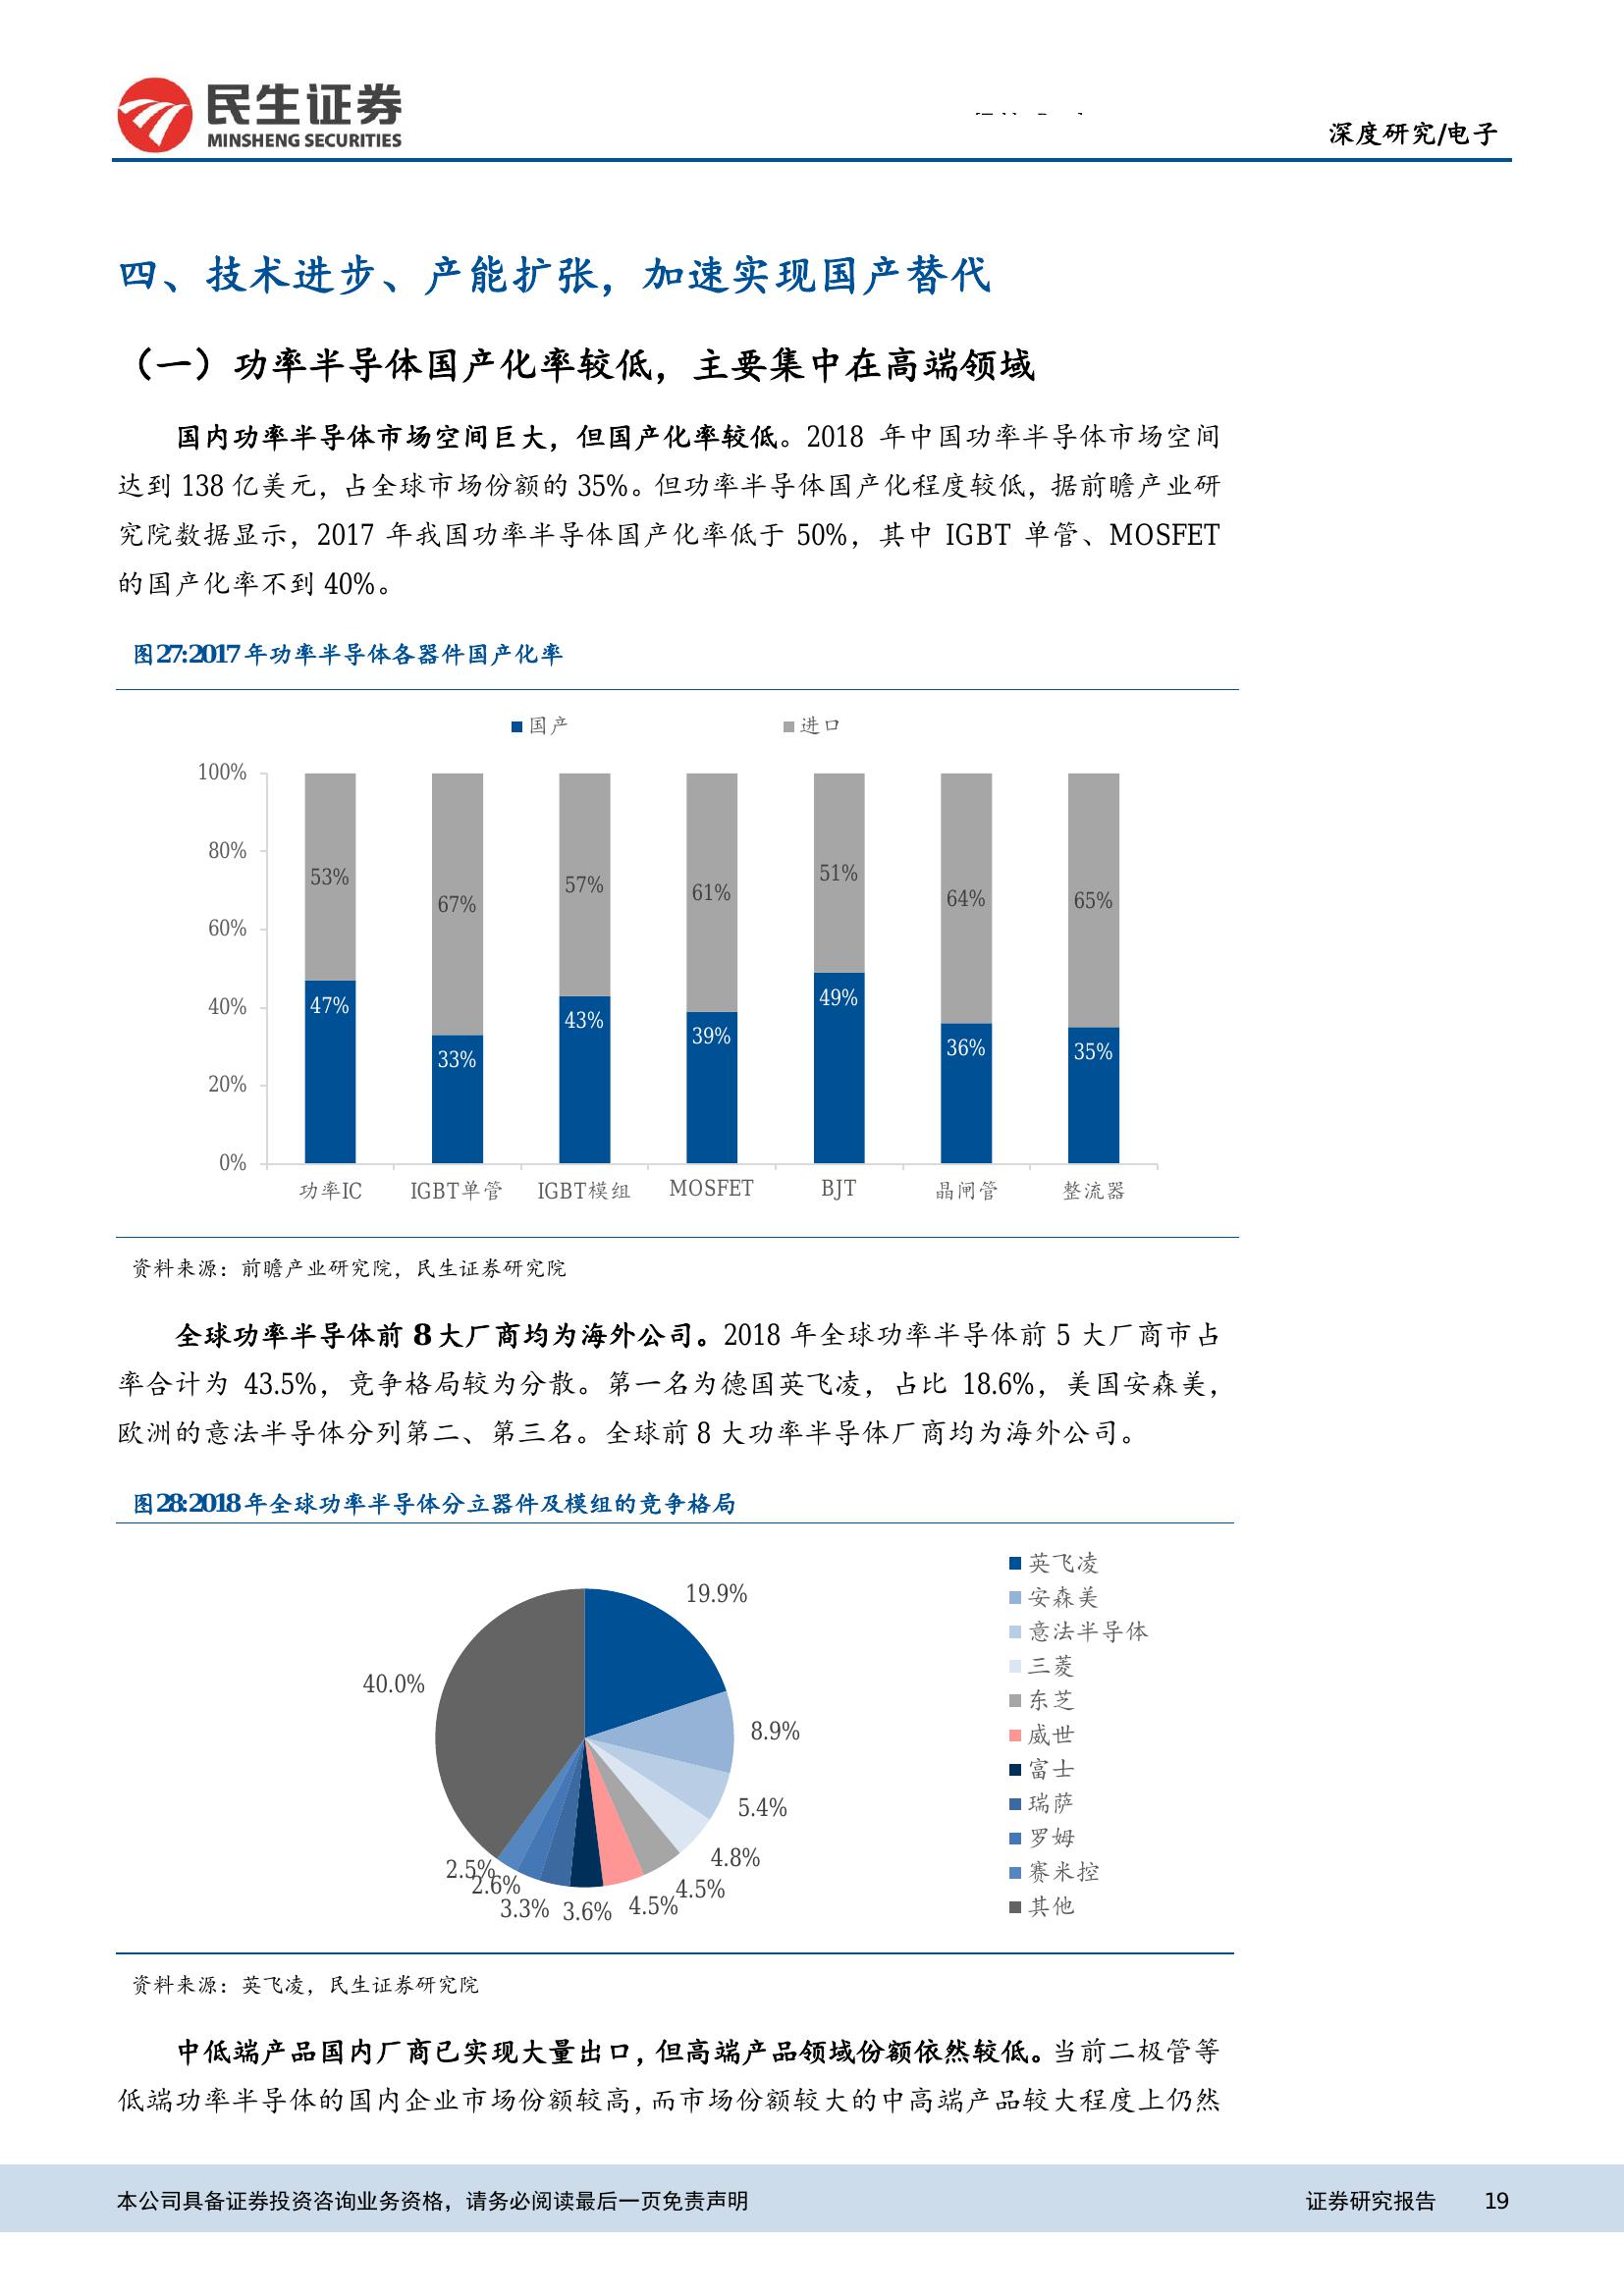 民生证券
MINSHENG SECURITIES
深度研究/电子
四、技术进步、产能扩张，加速实现国产替代
（一）功率半导体国产化率较低，主要集中在高端领域
国内功率半导体市场空间巨大，但国产化率较低。2018 年中国功率半导体市场空间
达到 138 亿美元，占全球市场份额的 35%。但功率半导体国产化程度较低，据前瞻产业研
究院数据显示，2017 年我国功率半导体国产化率低于 50%，其中 IGBT 单管、MOSFET
的国产化率不到 40%。
图27:2017年功率半导体各器件国产化率
国产 进口
100%
80%
60%
40%
20%
0%
53% 67% 57% 61% 51% 64% 65%
47% 33% 43% 39% 49% 36% 35%
功率IC IGBT单管 IGBT模组 MOSFET BJT 晶闸管 整流器
资料来源：前瞻产业研究院，民生证券研究院
全球功率半导体前 8 大厂商均为海外公司。2018 年全球功率半导体前 5 大厂商市占
率合计为 43.5%，竞争格局较为分散。第一名为德国英飞凌，占比 18.6%，美国安森美，
欧洲的意法半导体分列第二、第三名。全球前 8 大功率半导体厂商均为海外公司。
图28:2018年全球功率半导体分立器件及模组的竞争格局
19.9%
8.9%
5.4%
4.8%
4.5%
4.5%
3.6%
3.3%
2.6%
2.5%
40.0%
英飞凌
安森美
意法半导体
三菱
东芝
威世
富士
瑞萨
罗姆
赛米控
其他
资料来源：英飞凌，民生证券研究院
中低端产品国内厂商已实现大量出口，但高端产品领域份额依然较低。当前二极管等
低端功率半导体的国内企业市场份额较高，而市场份额较大的中高端产品较大程度上仍然
本公司具备证券投资咨询业务资格，请务必阅读最后一页免责声明 证券研究报告 19